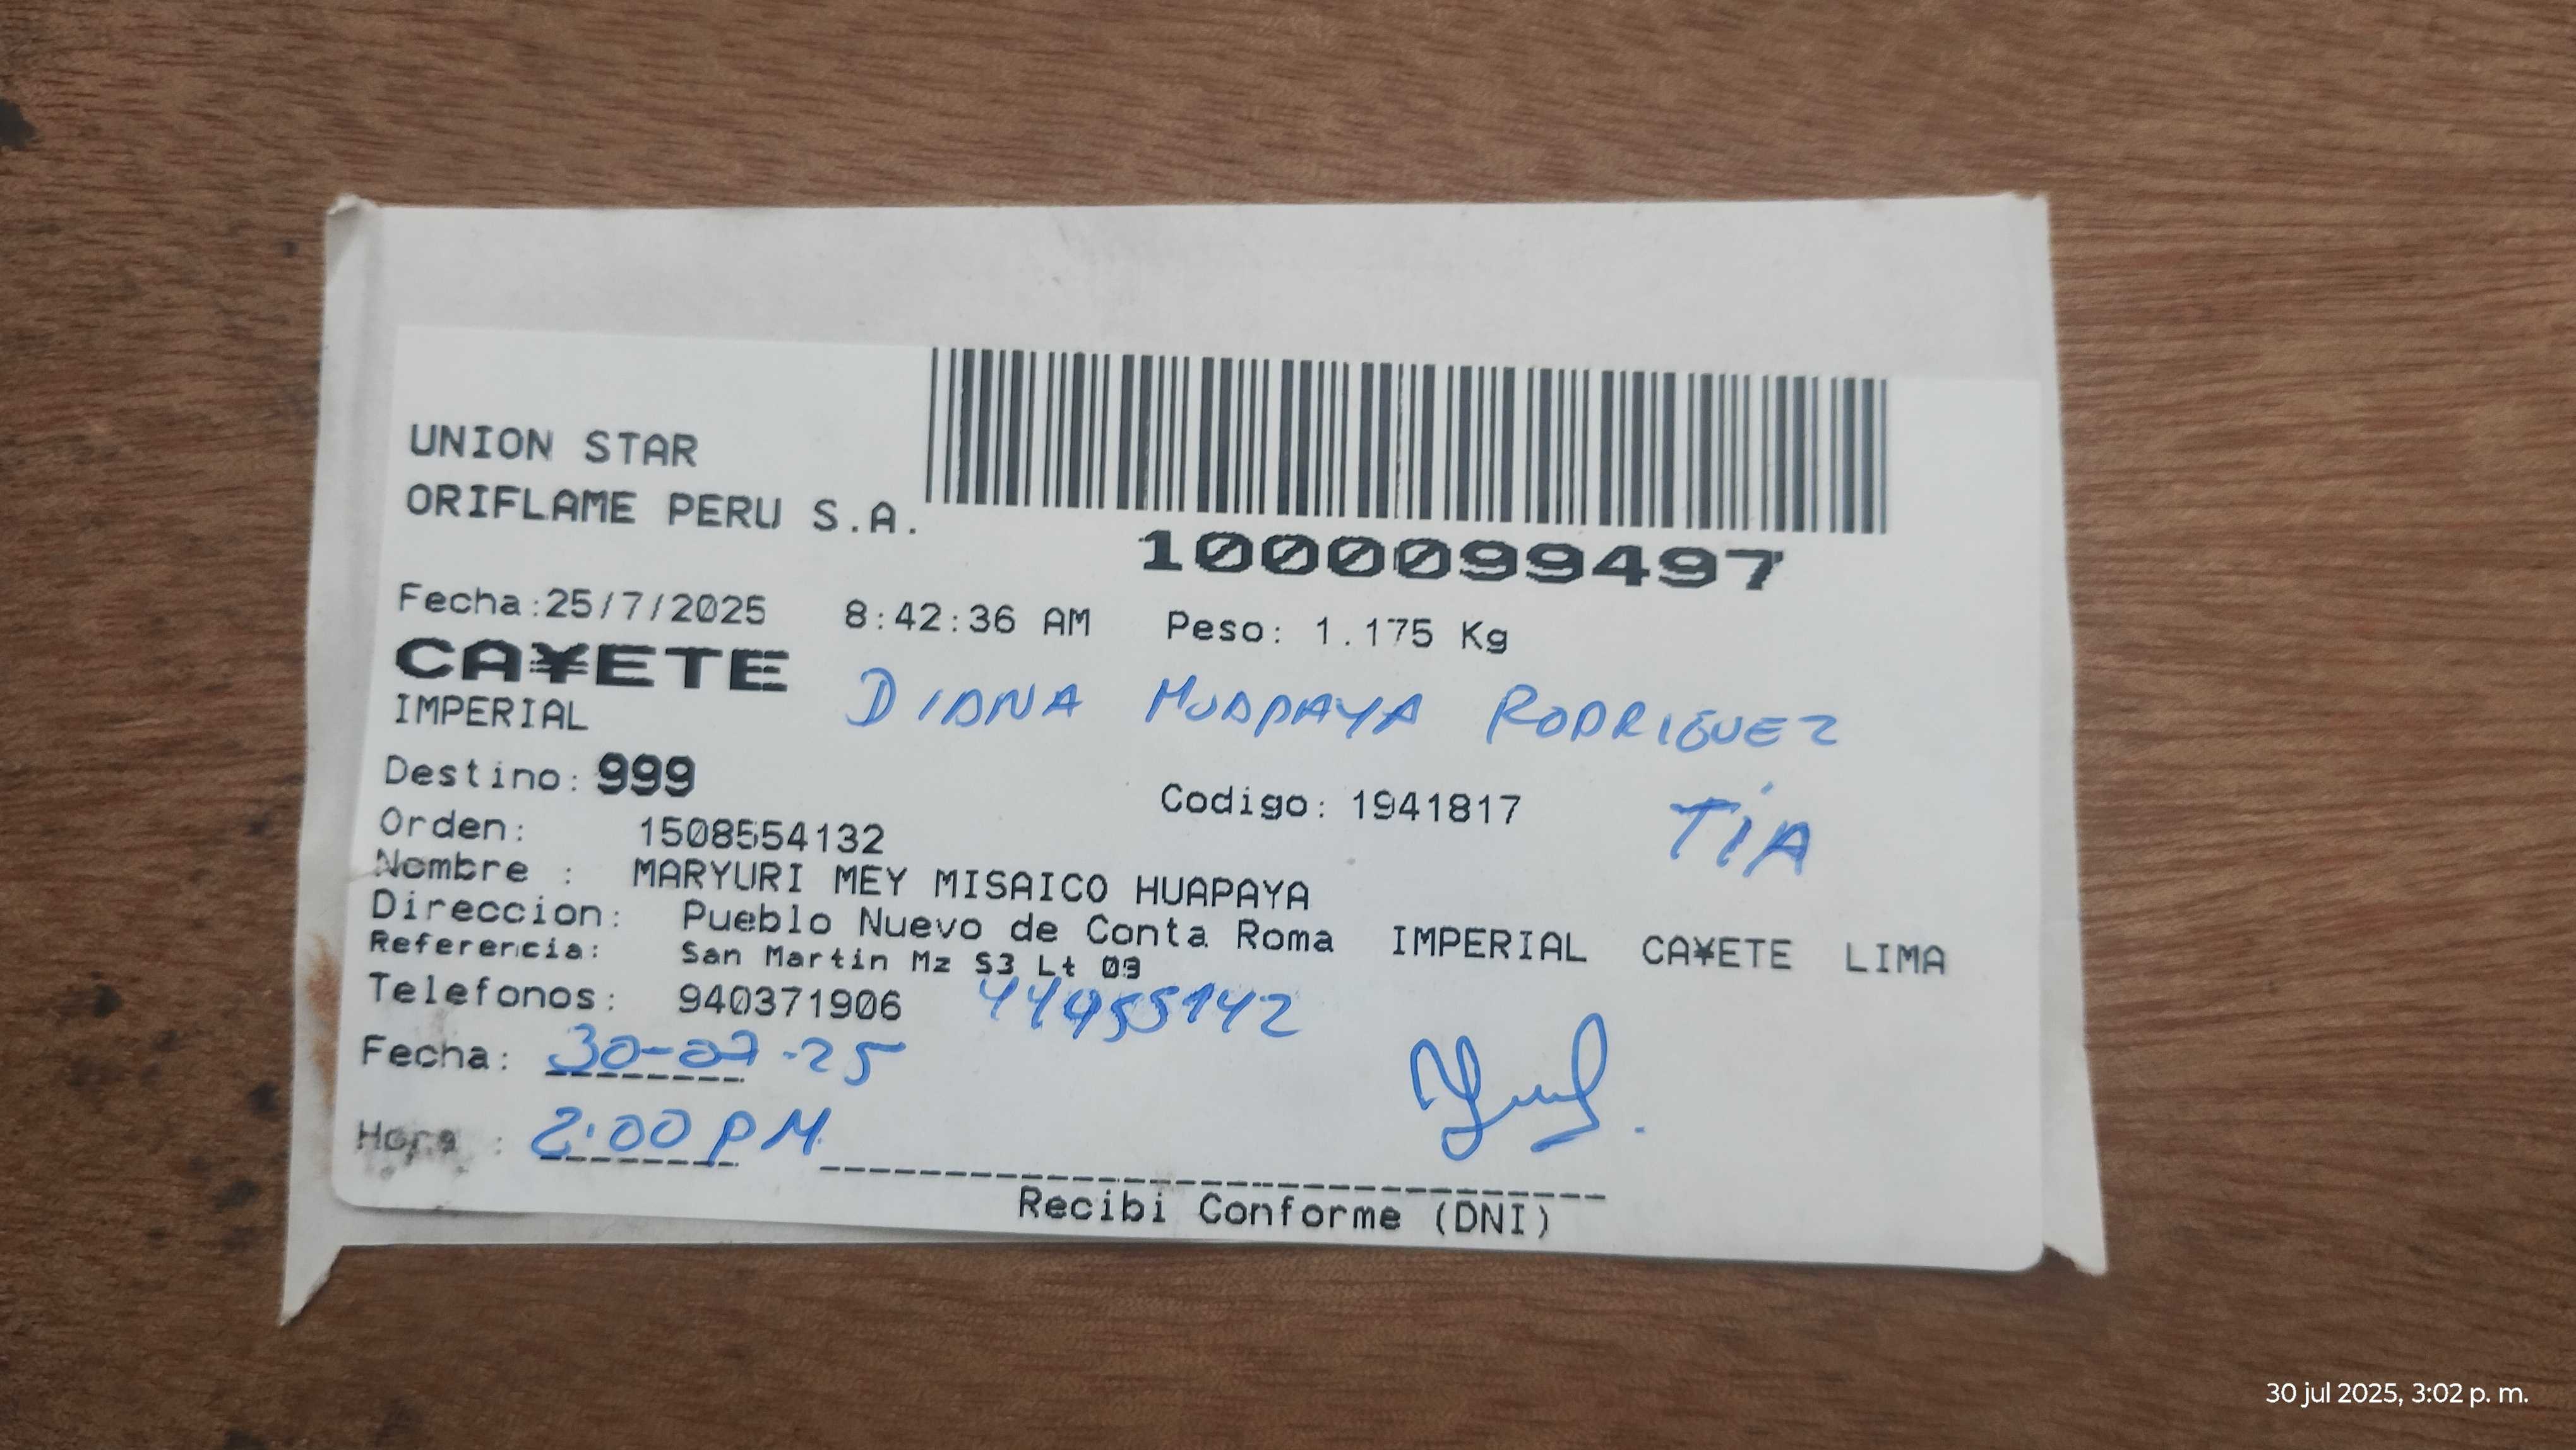 UNION STAR
ORIFLAME PERU S.A.
1000099497
Fecha:25/7/2025 8:42:36 AM Peso: 1.175 Kg
CA¥ETE
IMPERIAL
DIANA HUAPAYA RODRIGUEZ
Destino: 999
Codigo: 1941817
TIA
Orden: 1508554132
Nombre : MARYURI MEY MISAICO HUAPAYA
Direccion: Pueblo Nuevo de Conta Roma IMPERIAL CA¥ETE LIMA
Referencia: San Martin Mz S3 Lt 09
Telefonos: 940371906
Fecha: 30-07-25
Hora : 2:00 PM
Recibi Conforme (DNI)
30 jul 2025, 3:02 p. m.